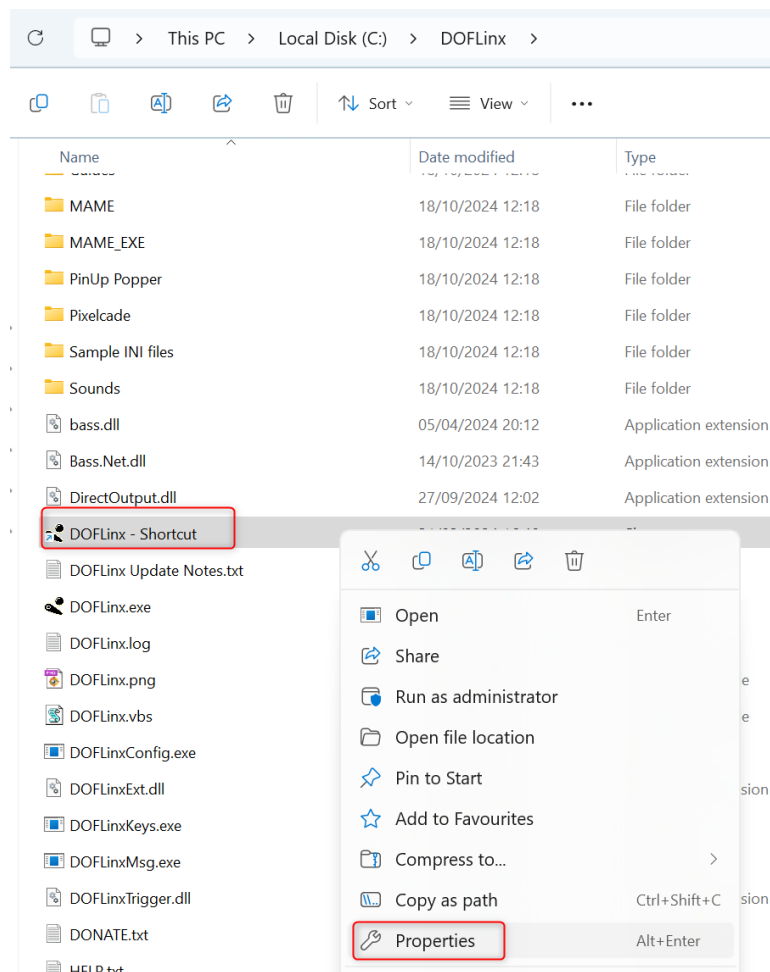 This PC > Local Disk (C:) > DOFLinx >
Sort View
Name Date modified Type
MAME 18/10/2024 12:18 File folder
MAME_EXE 18/10/2024 12:18 File folder
PinUp Popper 18/10/2024 12:18 File folder
Pixelcade 18/10/2024 12:18 File folder
Sample INI files 18/10/2024 12:18 File folder
Sounds 18/10/2024 12:18 File folder
bass.dll 05/04/2024 20:12 Application extension
Bass.Net.dll 14/10/2023 21:43 Application extension
DirectOutput.dll 27/09/2024 12:02 Application extension
DOFLinx - Shortcut
DOFLinx Update Notes.txt
DOFLinx.exe
DOFLinx.log
DOFLinx.png
DOFLinx.vbs
DOFLinxConfig.exe
DOFLinxExt.dll
DOFLinxKeys.exe
DOFLinxMsg.exe
DOFLinxTrigger.dll
DONATE.txt
HELP.txt
Open Enter
Share
Run as administrator
Open file location
Pin to Start
Add to Favourites
Compress to...
Copy as path Ctrl+Shift+C
Properties Alt+Enter